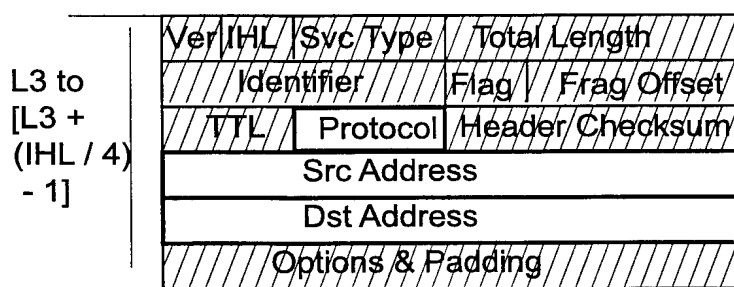 Ver IHL Svc Type Total Length
Identifier Flag Frag Offset
L3 to
[L3 +
(IHL / 4)
- 1]
TTL Protocol Header Checksum
Src Address
Dst Address
Options & Padding